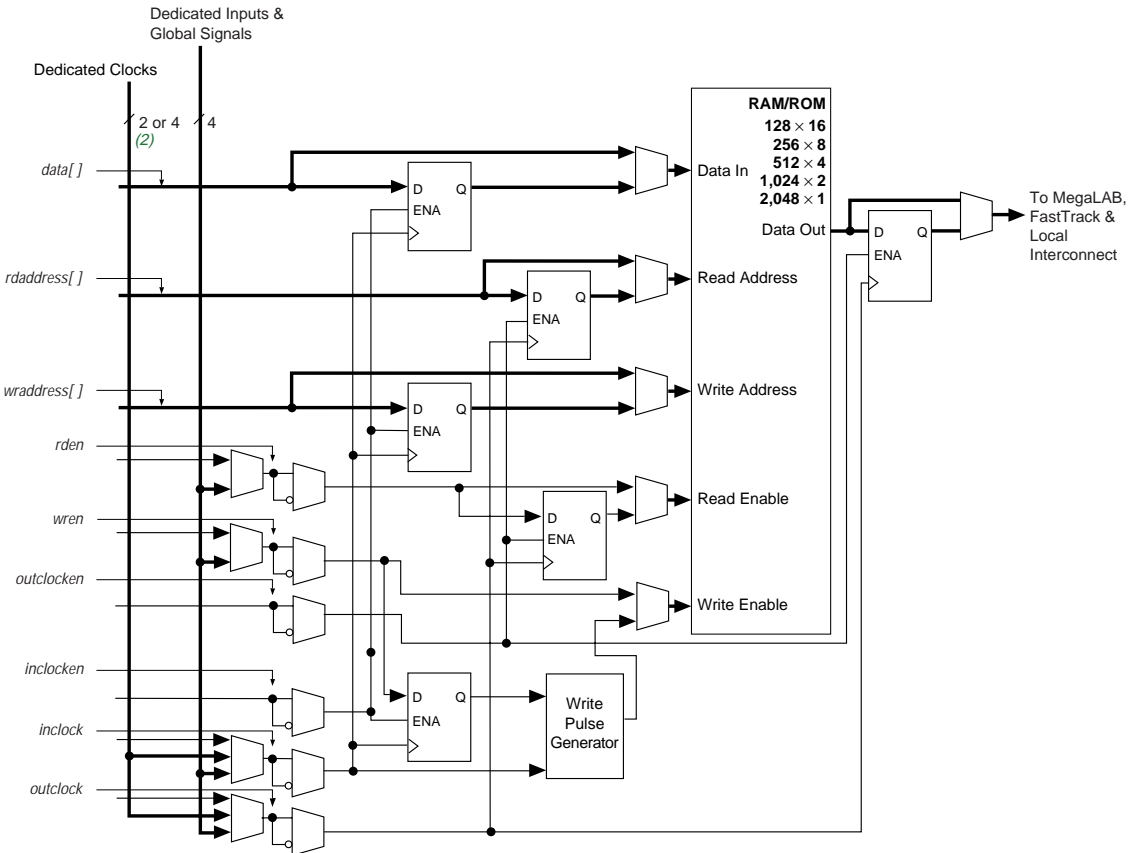 Dedicated Inputs &
Global Signals
Dedicated Clocks
2 or 4
(2)
4
RAM/ROM
128 × 16
256 × 8
512 × 4
1,024 × 2
2,048 × 1
data[ ]
D
Q
ENA
Data In
Data Out
D
Q
ENA
To MegaLAB,
FastTrack &
Local
Interconnect
rdaddress[ ]
D
Q
ENA
Read Address
wraddress[ ]
D
Q
ENA
Write Address
rden
D
Q
ENA
Read Enable
wren
outclocken
Write Enable
inclocken
D
Q
ENA
Write
Pulse
Generator
inclock
outclock